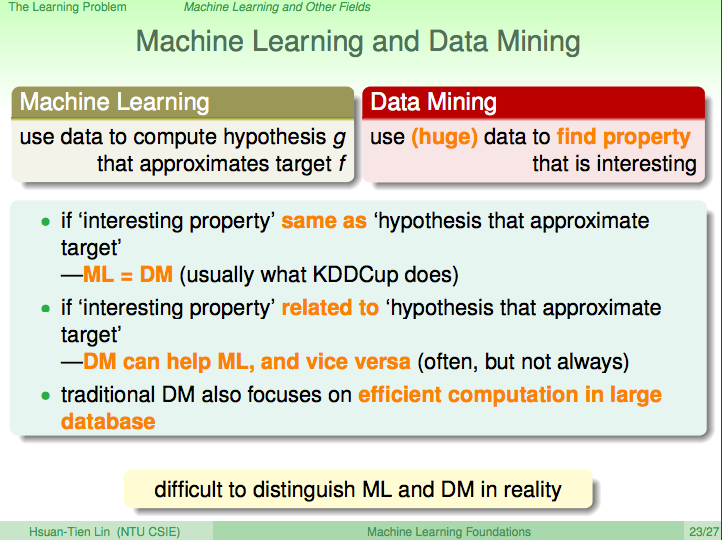 The Learning Problem
Machine Learning and Other Fields
Machine Learning and Data Mining
Machine Learning
use data to compute hypothesis g
that approximates target f
Data Mining
use (huge) data to find property
that is interesting
• if ‘interesting property’ same as ‘hypothesis that approximate
target’
—ML = DM (usually what KDDCup does)
• if ‘interesting property’ related to ‘hypothesis that approximate
target’
—DM can help ML, and vice versa (often, but not always)
• traditional DM also focuses on efficient computation in large
database
difficult to distinguish ML and DM in reality
Hsuan-Tien Lin (NTU CSIE)
Machine Learning Foundations
23/27